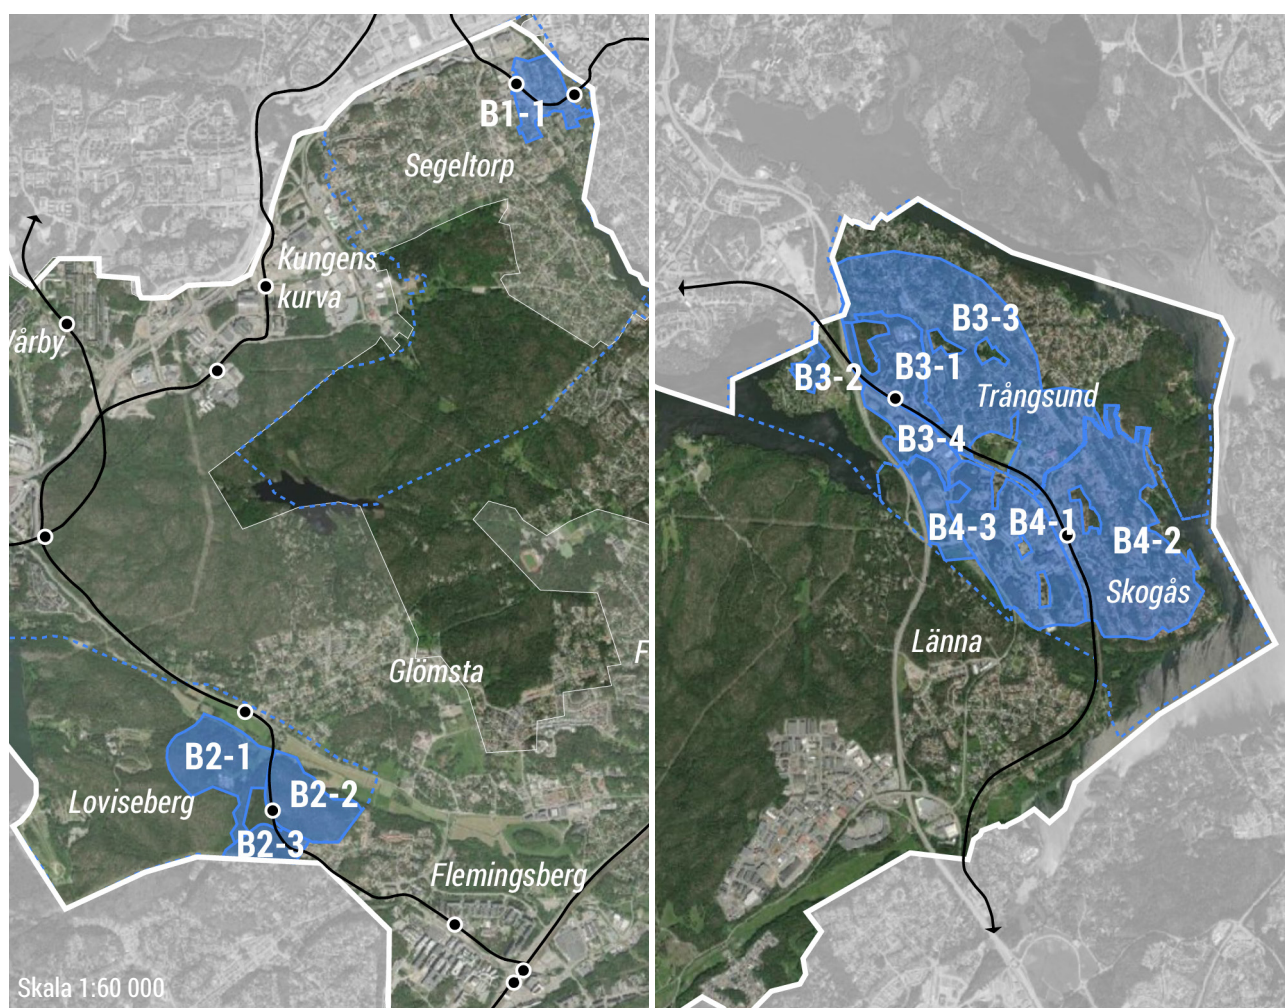 B1-1
Segeltorp
Kungens
kurva
Vårby
Glömsta
F
B2-1
B2-2
Loviseberg
B2-3
Flemingsberg
Skala 1:60 000
B3-3
B3-1
B3-2
Trångsund
B3-4
B4-3
B4-1
B4-2
Skogås
Länna